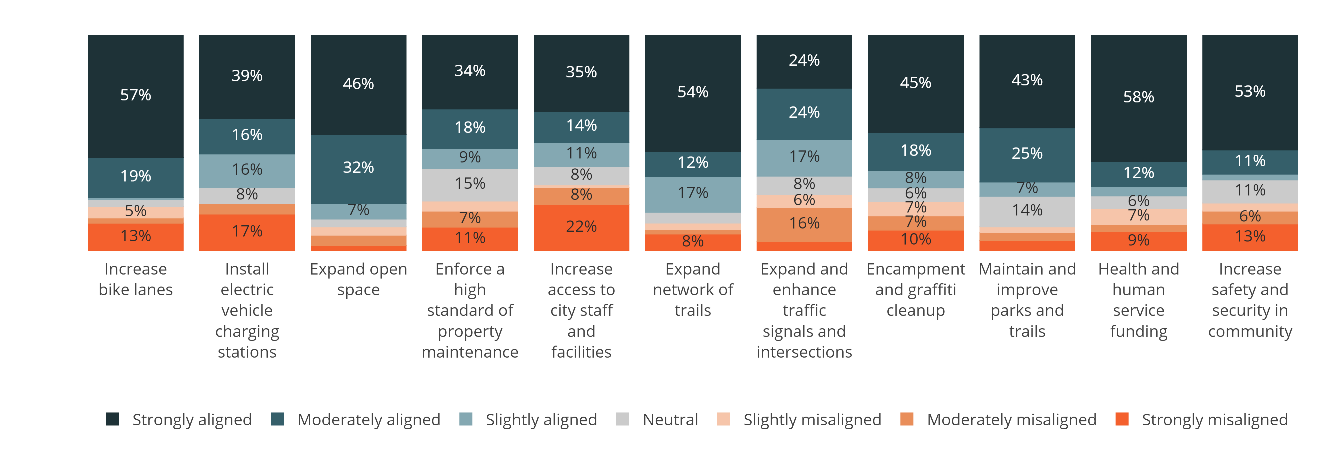 57%
19%
5%
13%
Increase
bike lanes
39%
16%
16%
8%
17%
Install
electric
vehicle
charging
stations
46%
32%
7%
Expand open
space
34%
18%
9%
15%
7%
11%
Enforce a
high
standard of
property
maintenance
35%
14%
11%
8%
8%
22%
Increase
access to
city staff
and
facilities
54%
12%
17%
8%
Expand
network of
trails
24%
24%
17%
8%
6%
16%
Expand and
enhance
traffic
signals and
intersections
45%
18%
8%
6%
7%
7%
10%
Encampment
and graffiti
cleanup
43%
25%
7%
14%
Maintain and
improve
parks and
trails
58%
12%
6%
7%
9%
Health and
human
service
funding
53%
11%
11%
6%
13%
Increase
safety and
security in
community
Strongly aligned
Moderately aligned
Slightly aligned
Neutral
Slightly misaligned
Moderately misaligned
Strongly misaligned